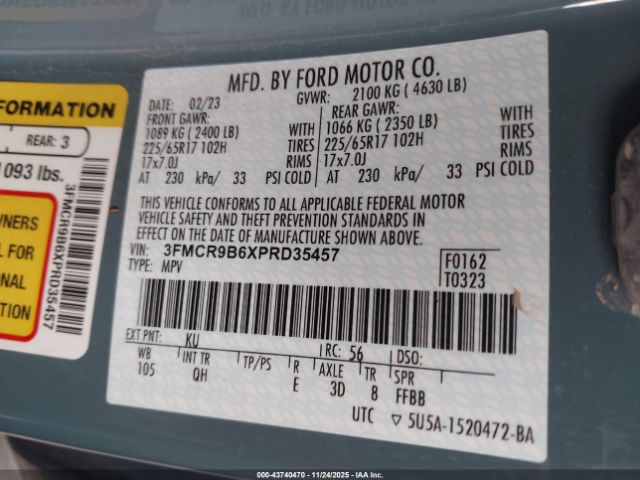 MFD. BY FORD MOTOR CO.
DATE: 02/23 GVWR: 2100 KG ( 4630 LB)
FRONT GAWR: REAR GAWR:
1089 KG ( 2400 LB) WITH 1066 KG ( 2350 LB) WITH
225/65R17 102H TIRES 225/65R17 102H TIRES
17x7.0J RIMS 17x7.0J RIMS
AT 230 kPa/ 33 PSI COLD AT 230 kPa/ 33 PSI COLD
THIS VEHICLE CONFORMS TO ALL APPLICABLE FEDERAL MOTOR
VEHICLE SAFETY AND THEFT PREVENTION STANDARDS IN
EFFECT ON THE DATE OF MANUFACTURE SHOWN ABOVE.
VIN: 3FMCR9B6XPRD35457
TYPE: MPV
F0162
T0323
EXT PNT: KU RC: 56 DSO:
WB INT TR TP/PS R AXLE TR SPR
105 QH E 3D 8 FFBB
UTC ▽ 5U5A-1520472-BA
FORMATION
REAR: 3
1093 lbs.
WNERS
L FOR
ONAL
N
3FMCR9B6XPRD35457
000-43740470 - 11/24/2025 - IAA, Inc.